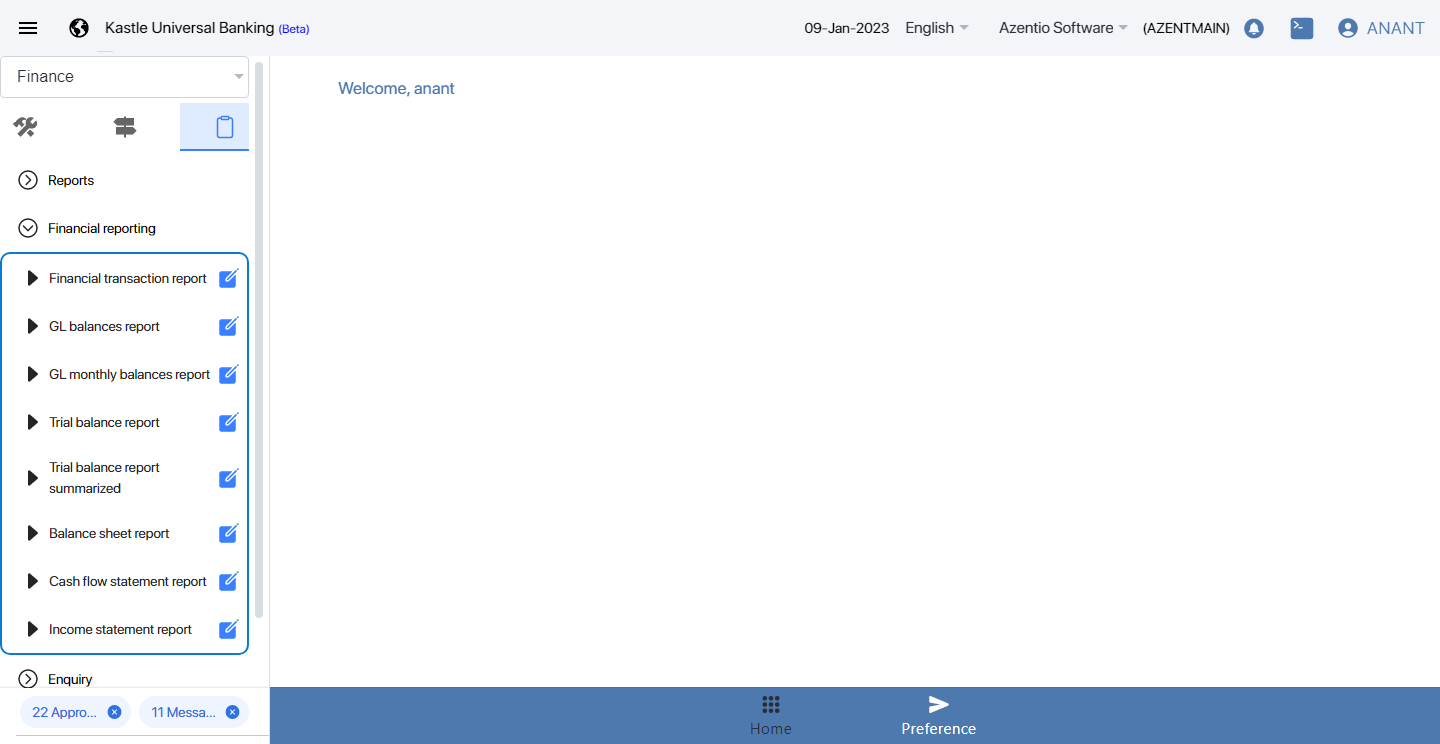 Kastle Universal Banking (Beta)
09-Jan-2023
English
Azentio Software
(AZENTMAIN)
ANANT
Finance
Welcome, anant
Reports
Financial reporting
Financial transaction report
GL balances report
GL monthly balances report
Trial balance report
Trial balance report
summarized
Balance sheet report
Cash flow statement report
Income statement report
Enquiry
22 Appro...
11 Messa...
Home
Preference